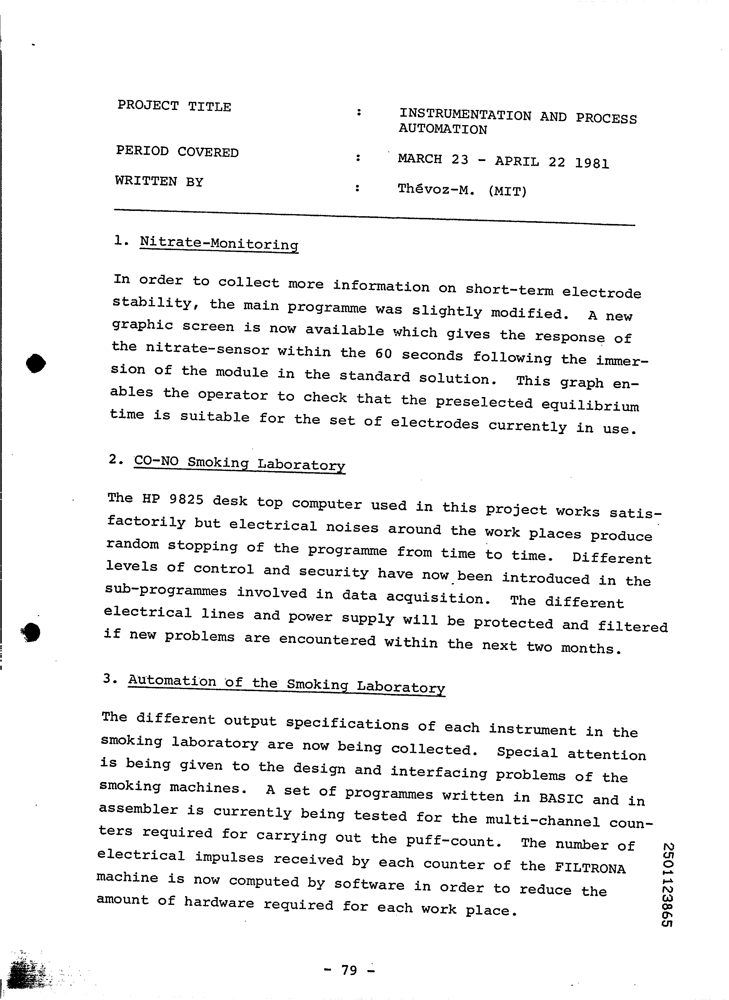 PROJECT TITLE : INSTRUMENTATION AND PROCESS
AUTOMATION
PERIOD COVERED : MARCH 23 - APRIL 22 1981
WRITTEN BY : Thévoz-M. (MIT)
1. Nitrate-Monitoring
In order to collect more information on short-term electrode
stability, the main programme was slightly modified. A new
graphic screen is now available which gives the response of
the nitrate-sensor within the 60 seconds following the immer-
sion of the module in the standard solution. This graph en-
ables the operator to check that the preselected equilibrium
time is suitable for the set of electrodes currently in use.
2. CO-NO Smoking Laboratory
The HP 9825 desk top computer used in this project works satis-
factorily but electrical noises around the work places produce
random stopping of the programme from time to time. Different
levels of control and security have now been introduced in the
sub-programmes involved in data acquisition. The different
electrical lines and power supply will be protected and filtered
if new problems are encountered within the next two months.
3. Automation of the Smoking Laboratory
The different output specifications of each instrument in the
smoking laboratory are now being collected. Special attention
is being given to the design and interfacing problems of the
smoking machines. A set of programmes written in BASIC and in
assembler is currently being tested for the multi-channel coun-
ters required for carrying out the puff-count. The number of
electrical impulses received by each counter of the FILTRONA
machine is now computed by software in order to reduce the
amount of hardware required for each work place.
2501123865
- 79 -